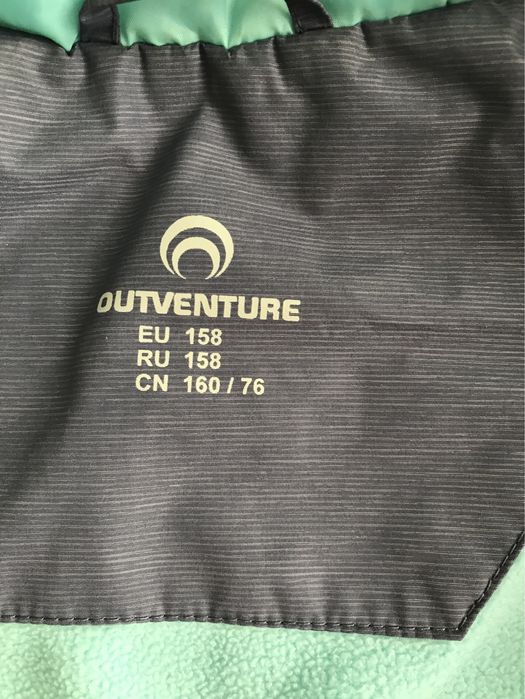 OUTVENTURE
EU 158
RU 158
CN 160 / 76